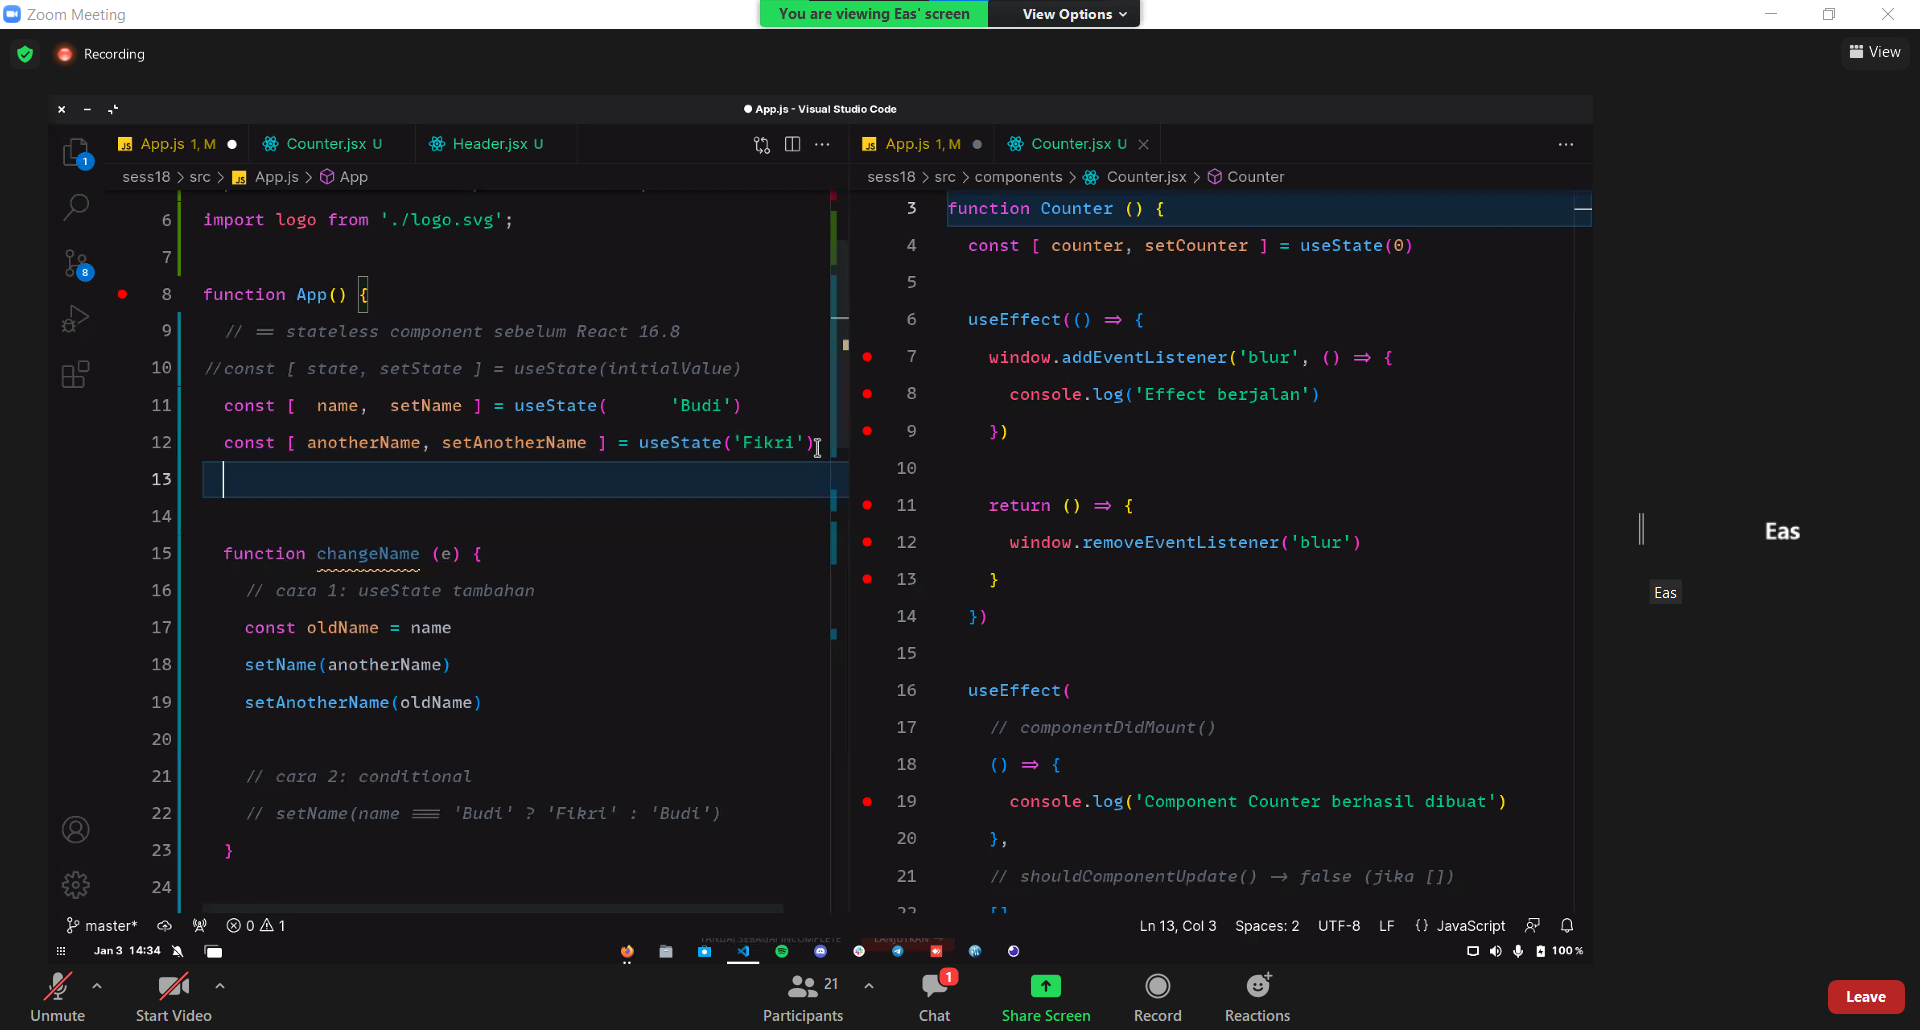 Zoom Meeting
You are viewing Eas' screen
View Options
Recording
View
App.js - Visual Studio Code
App.js 1, M
Counter.jsx U
Header.jsx U
sess18 > src > App.js > App
6 import logo from './logo.svg';
7
8 function App() {
9 // == stateless component sebelum React 16.8
10 //const [ state, setState ] = useState(initialValue)
11 const [ name, setName ] = useState( 'Budi')
12 const [ anotherName, setAnotherName ] = useState('Fikri')
13
14
15 function changeName (e) {
16 // cara 1: useState tambahan
17 const oldName = name
18 setName(anotherName)
19 setAnotherName(oldName)
20
21 // cara 2: conditional
22 // setName(name === 'Budi' ? 'Fikri' : 'Budi')
23 }
24
App.js 1, M
Counter.jsx U
sess18 > src > components > Counter.jsx > Counter
3 function Counter () {
4 const [ counter, setCounter ] = useState(0)
5
6 useEffect(() => {
7 window.addEventListener('blur', () => {
8 console.log('Effect berjalan')
9 })
10
11 return () => {
12 window.removeEventListener('blur')
13 }
14 })
15
16 useEffect(
17 // componentDidMount()
18 () => {
19 console.log('Component Counter berhasil dibuat')
20 },
21 // shouldComponentUpdate() -> false (jika [])
22 []
1
8
Eas
Eas
master*
0 1
Ln 13, Col 3
Spaces: 2
UTF-8
LF
{} JavaScript
Jan 3 14:34
100 %
Unmute
Start Video
21
Participants
1
Chat
Share Screen
Record
Reactions
Leave